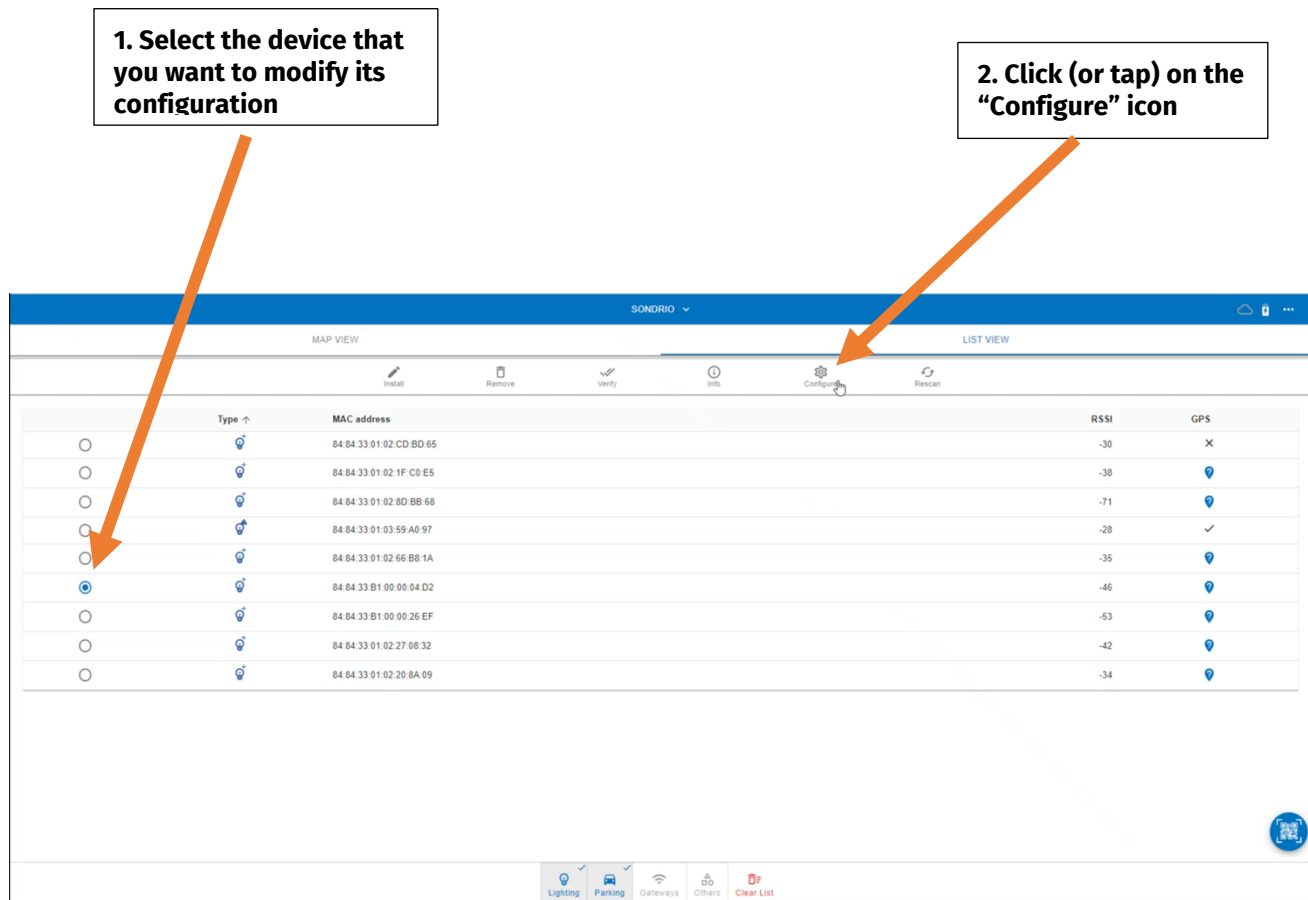 1. Select the device that
you want to modify its
configuration
2. Click (or tap) on the
“Configure” icon
SONDRIO
MAP VIEW
LIST VIEW
Install
Remove
Verify
Info
Configure
Rescan
Type MAC address RSSI GPS
84:84:33:01:02:CD:BD:65 -30
84:84:33:01:02:1F:C0:E5 -38
84:84:33:01:02:8D:BB:68 -71
84:84:33:01:03:59:A0:97 -28
84:84:33:01:02:66:B8:1A -35
84:84:33:B1:00:00:04:D2 -46
84:84:33:B1:00:00:26:EF -53
84:84:33:01:02:27:08:32 -42
84:84:33:01:02:20:8A:09 -34
Lighting
Parking
Gateways
Others
Clear List